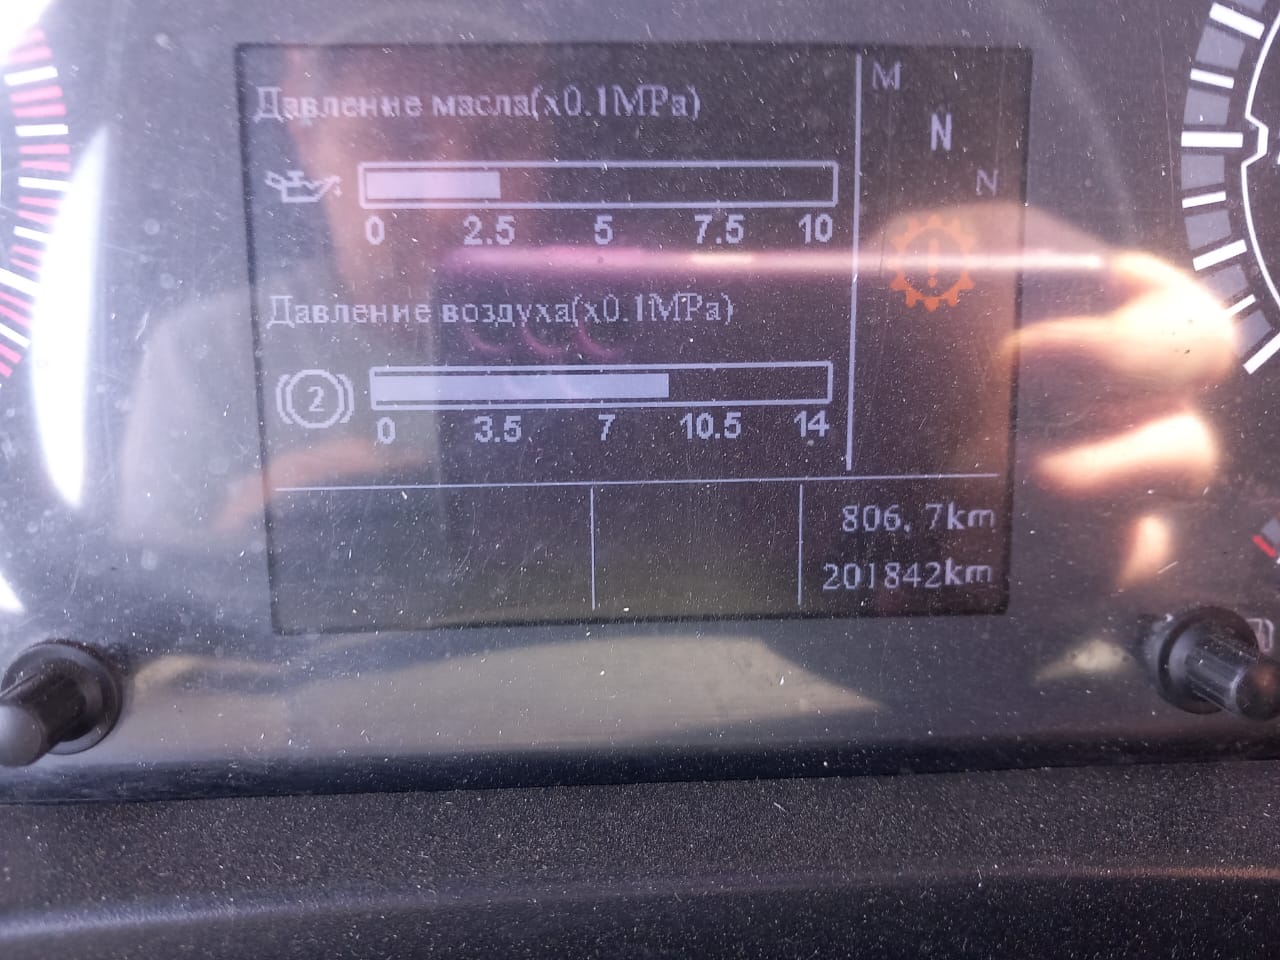 Давление масла(x0.1MPa)
0 2.5 5 7.5 10
M
N
N
Давление воздуха(x0.1MPa)
2
0 3.5 7 10.5 14
806.7km
201842km